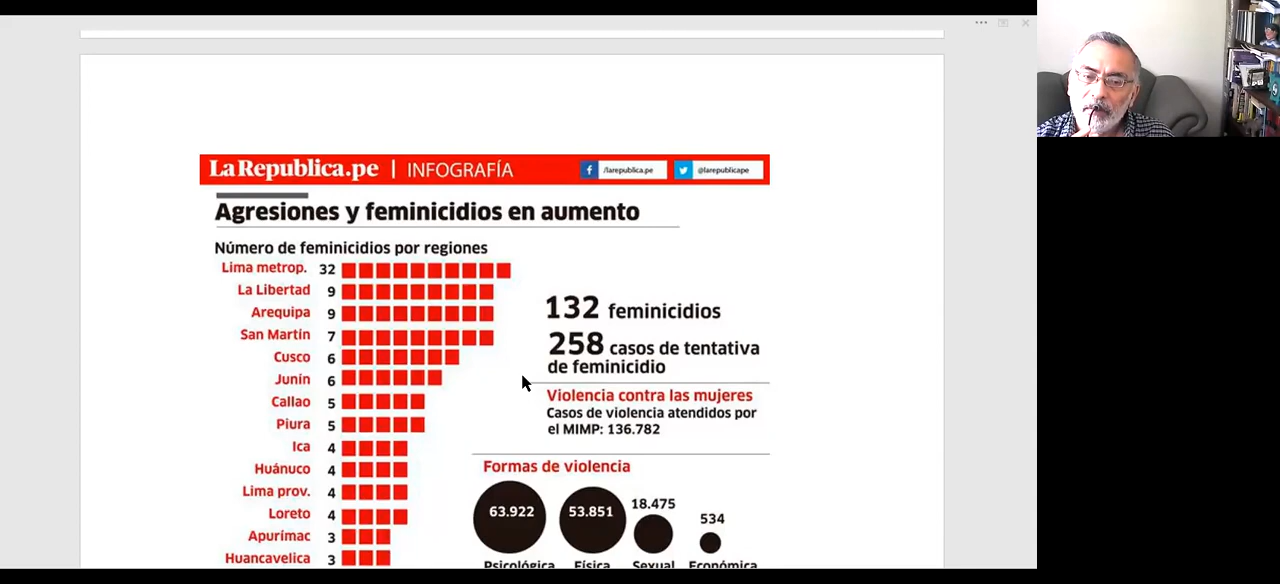 LaRepublica.pe | INFOGRAFÍA
/larepublica.pe
@larepublicape
Agresiones y feminicidios en aumento
Número de feminicidios por regiones
Lima metrop. 32
La Libertad 9
Arequipa 9
San Martín 7
Cusco 6
Junín 6
Callao 5
Piura 5
Ica 4
Huánuco 4
Lima prov. 4
Loreto 4
Apurímac 3
Huancavelica 3
132 feminicidios
258 casos de tentativa
de feminicidio
Violencia contra las mujeres
Casos de violencia atendidos por
el MIMP: 136.782
Formas de violencia
63.922
53.851
18.475
534
Psicológica Física Sexual Económica